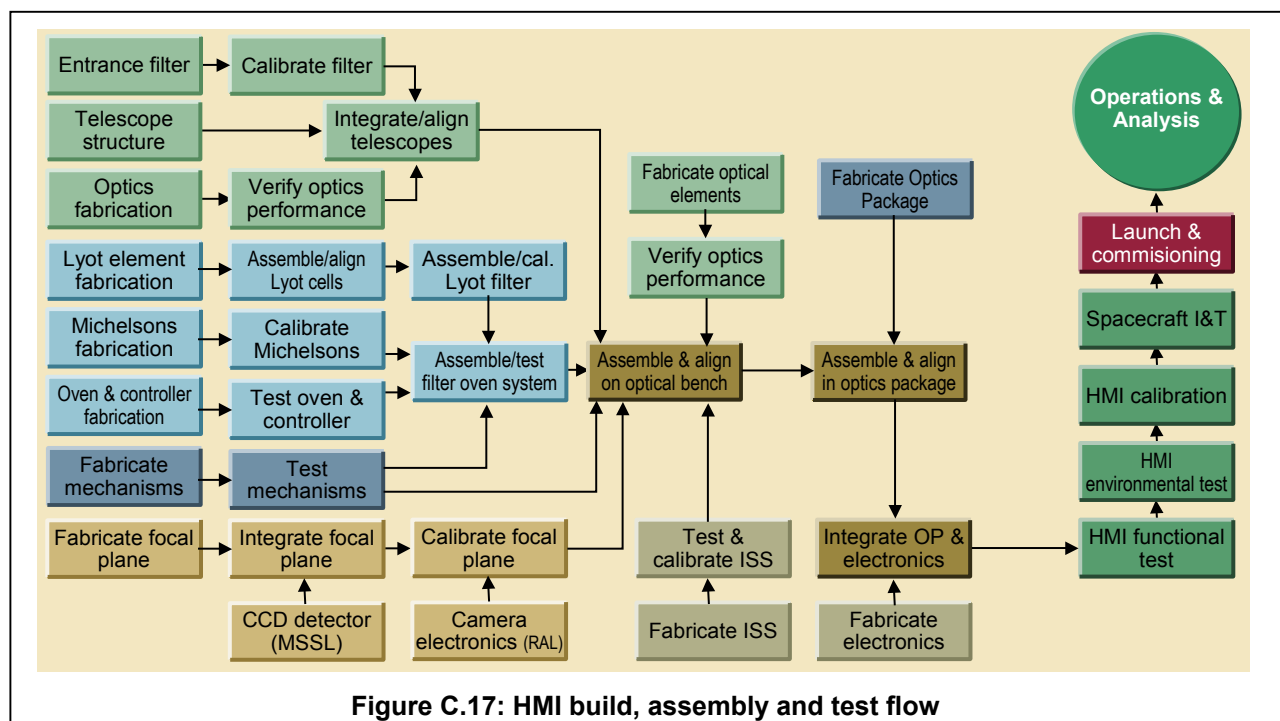 Entrance filter
Calibrate filter
Operations &
Analysis
Telescope
structure
Integrate/align
telescopes
Optics
fabrication
Verify optics
performance
Fabricate optical
elements
Fabricate Optics
Package
Lyot element
fabrication
Assemble/align
Lyot cells
Assemble/cal.
Lyot filter
Verify optics
performance
Launch &
commisioning
Michelsons
fabrication
Calibrate
Michelsons
Spacecraft I&T
Assemble/test
filter oven system
Assemble & align
on optical bench
Assemble & align
in optics package
Oven & controller
fabrication
Test oven &
controller
HMI calibration
Fabricate
mechanisms
Test
mechanisms
HMI
environmental test
Fabricate focal
plane
Integrate focal
plane
Calibrate focal
plane
Test &
calibrate ISS
Integrate OP &
electronics
HMI functional
test
CCD detector
(MSSL)
Camera
electronics (RAL)
Fabricate ISS
Fabricate
electronics
Figure C.17: HMI build, assembly and test flow